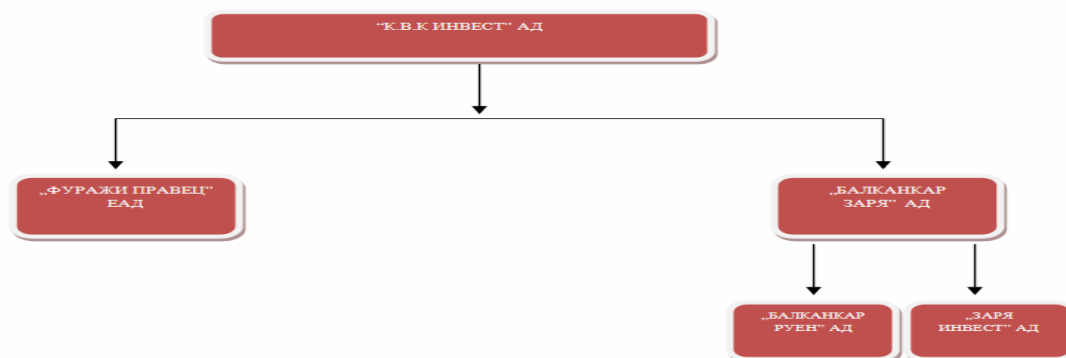 “К.В.К ИНВЕСТ” АД
„ФУРАЖИ ПРАВЕЦ”
ЕАД
„БАЛКАНКАР
ЗАРЯ” АД
„БАЛКАНКАР
РУЕН” АД
„ЗАРЯ
ИНВЕСТ” АД